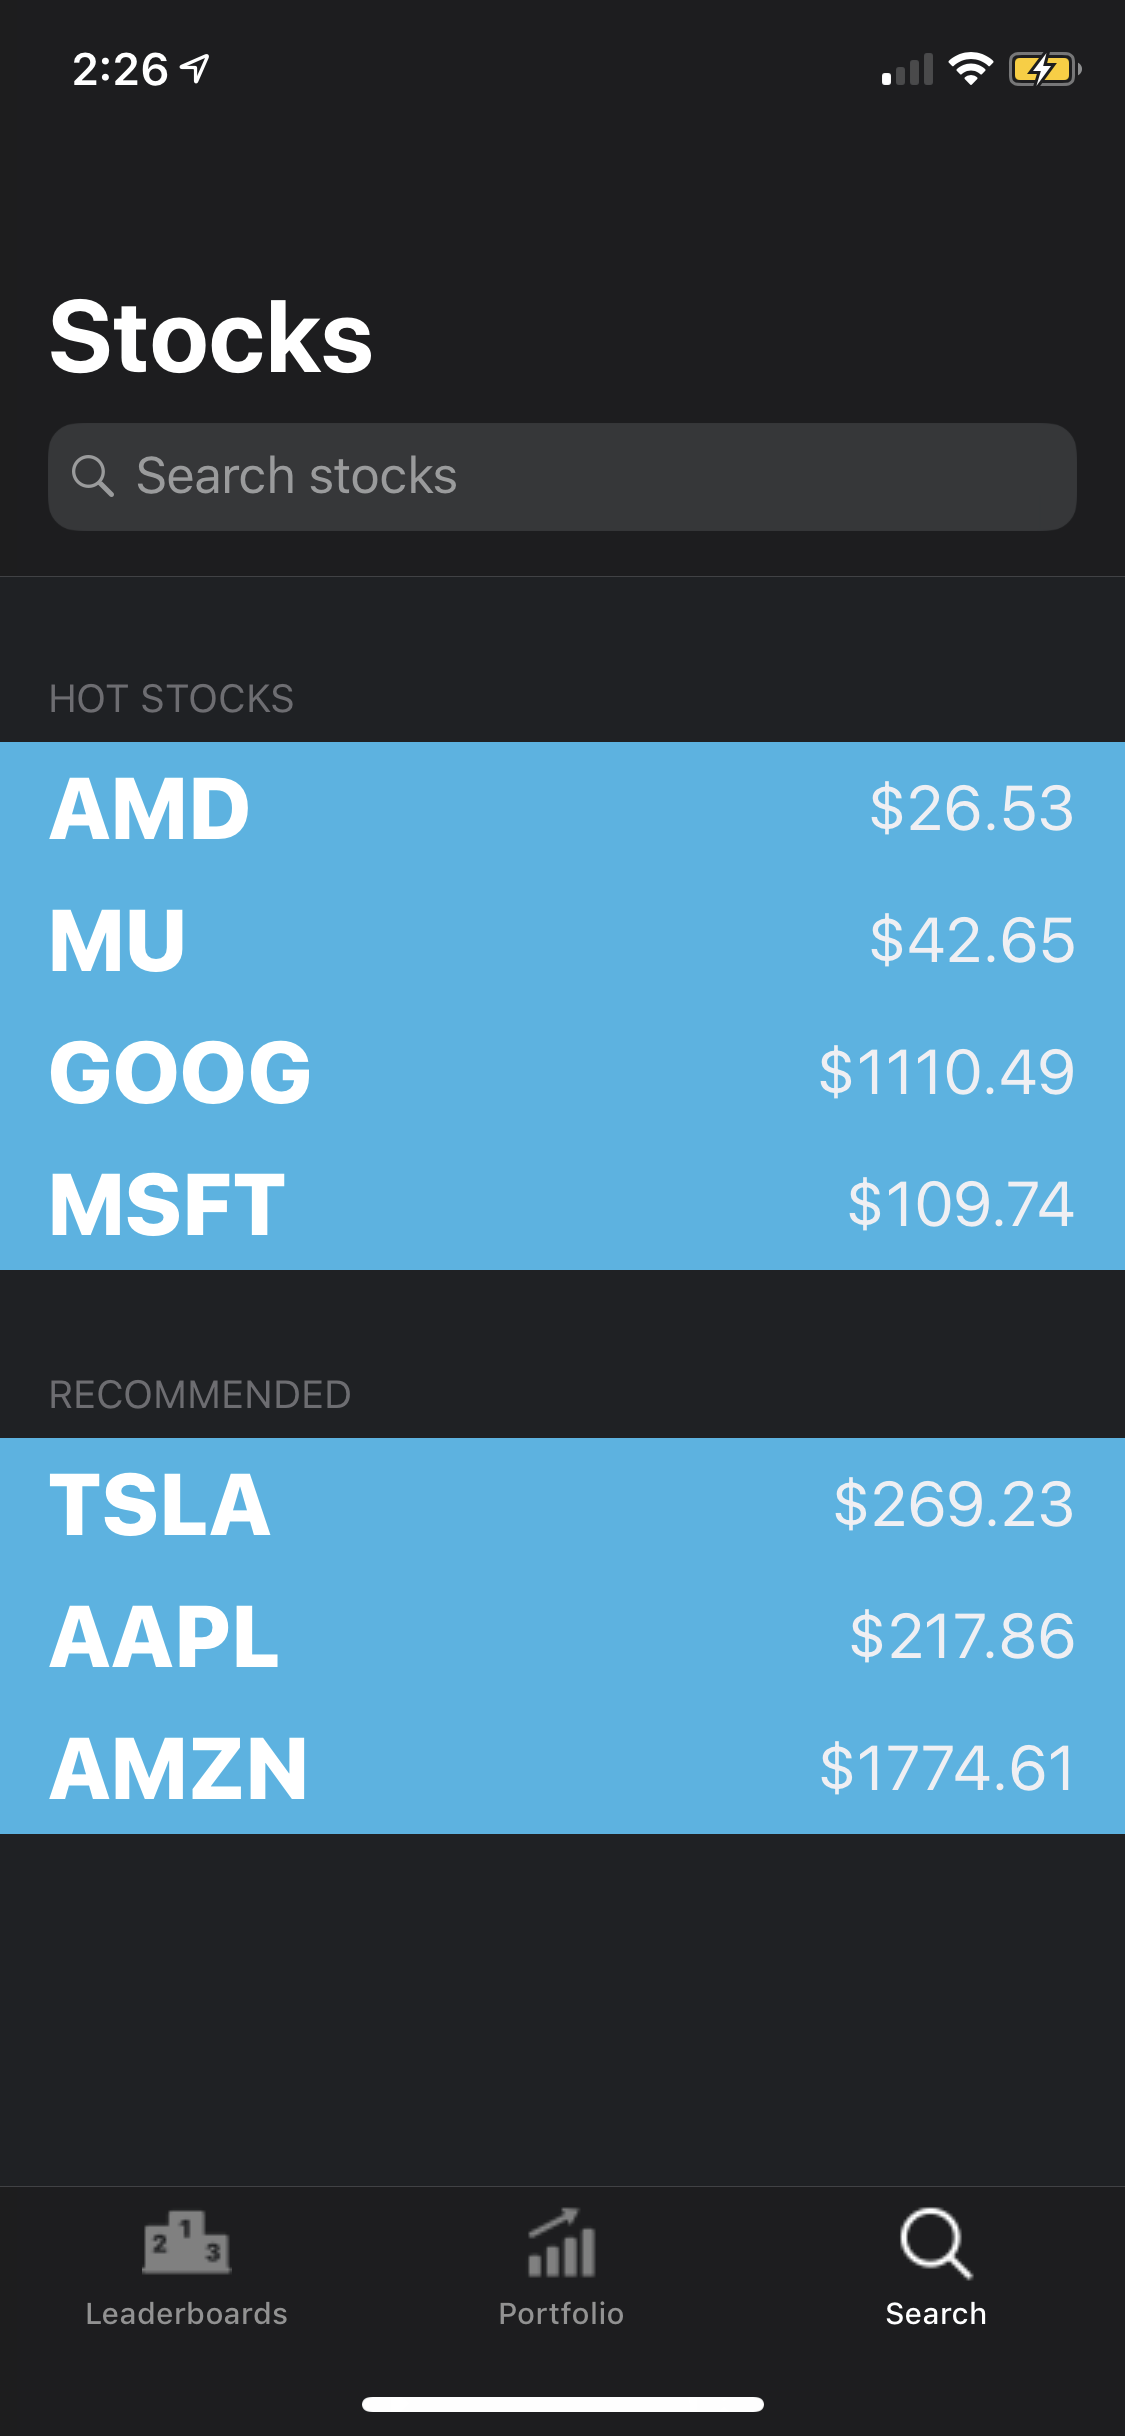 2:26
Stocks
Search stocks
HOT STOCKS
AMD $26.53
MU $42.65
GOOG $1110.49
MSFT $109.74
RECOMMENDED
TSLA $269.23
AAPL $217.86
AMZN $1774.61
2 1 3
Leaderboards Portfolio Search